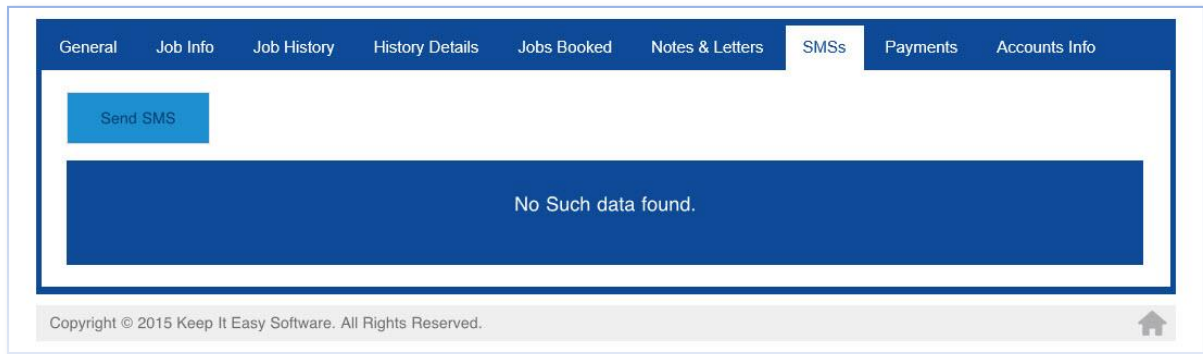 General Job Info Job History History Details Jobs Booked Notes & Letters SMSs Payments Accounts Info
Send SMS
No Such data found.
Copyright © 2015 Keep It Easy Software. All Rights Reserved.